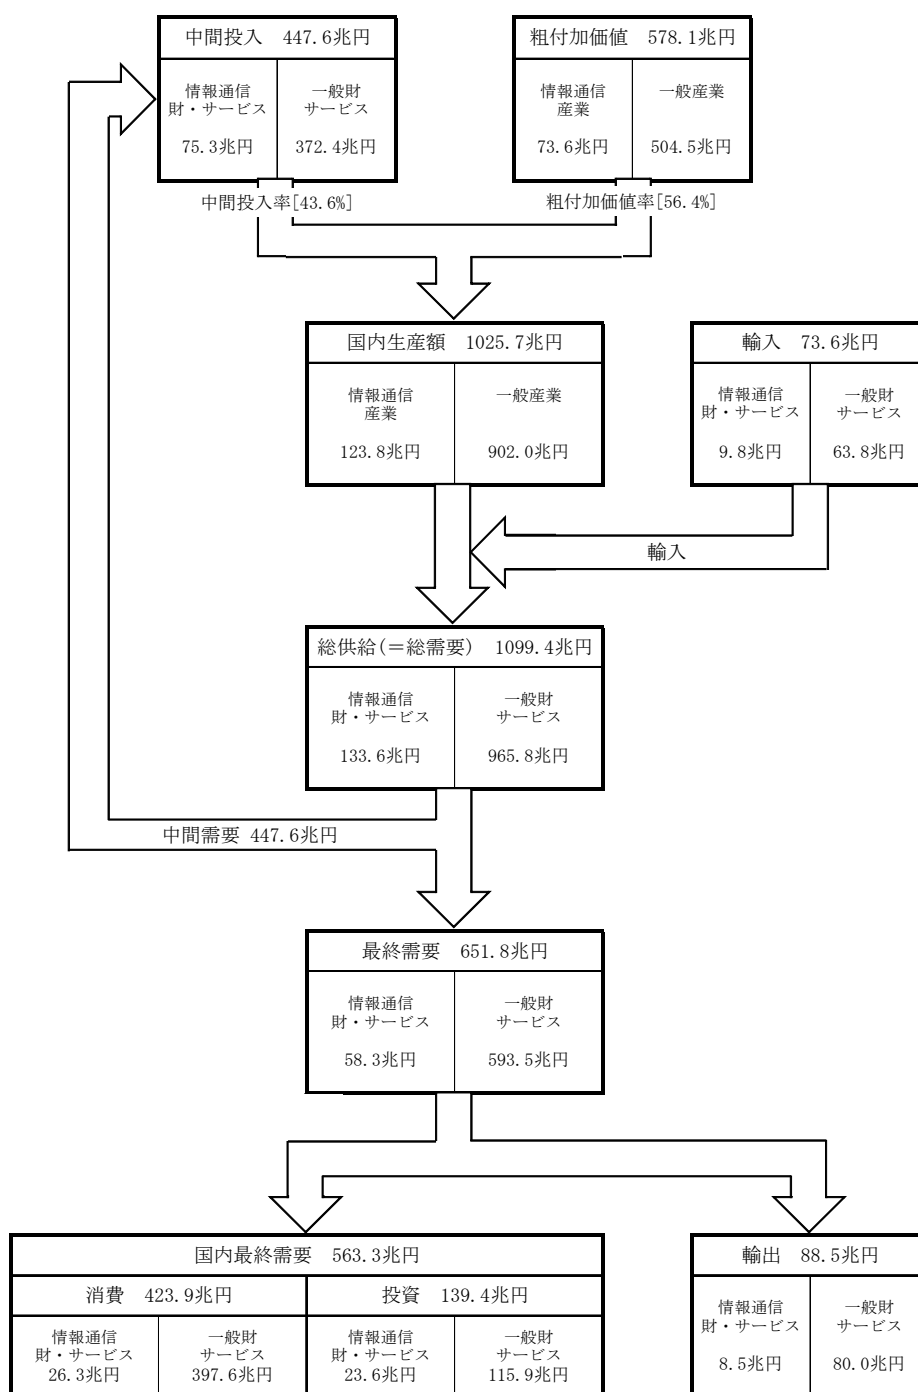 中間投入 447.6兆円
情報通信
財・サービス
75.3兆円
一般財
サービス
372.4兆円
粗付加価値 578.1兆円
情報通信
産業
73.6兆円
一般産業
504.5兆円
中間投入率[43.6%]
粗付加価値率[56.4%]
国内生産額 1025.7兆円
情報通信
産業
123.8兆円
一般産業
902.0兆円
輸入 73.6兆円
情報通信
財・サービス
9.8兆円
一般財
サービス
63.8兆円
輸入
総供給(＝総需要) 1099.4兆円
情報通信
財・サービス
133.6兆円
一般財
サービス
965.8兆円
中間需要 447.6兆円
最終需要 651.8兆円
情報通信
財・サービス
58.3兆円
一般財
サービス
593.5兆円
国内最終需要 563.3兆円
消費 423.9兆円
情報通信
財・サービス
26.3兆円
一般財
サービス
397.6兆円
投資 139.4兆円
情報通信
財・サービス
23.6兆円
一般財
サービス
115.9兆円
輸出 88.5兆円
情報通信
財・サービス
8.5兆円
一般財
サービス
80.0兆円